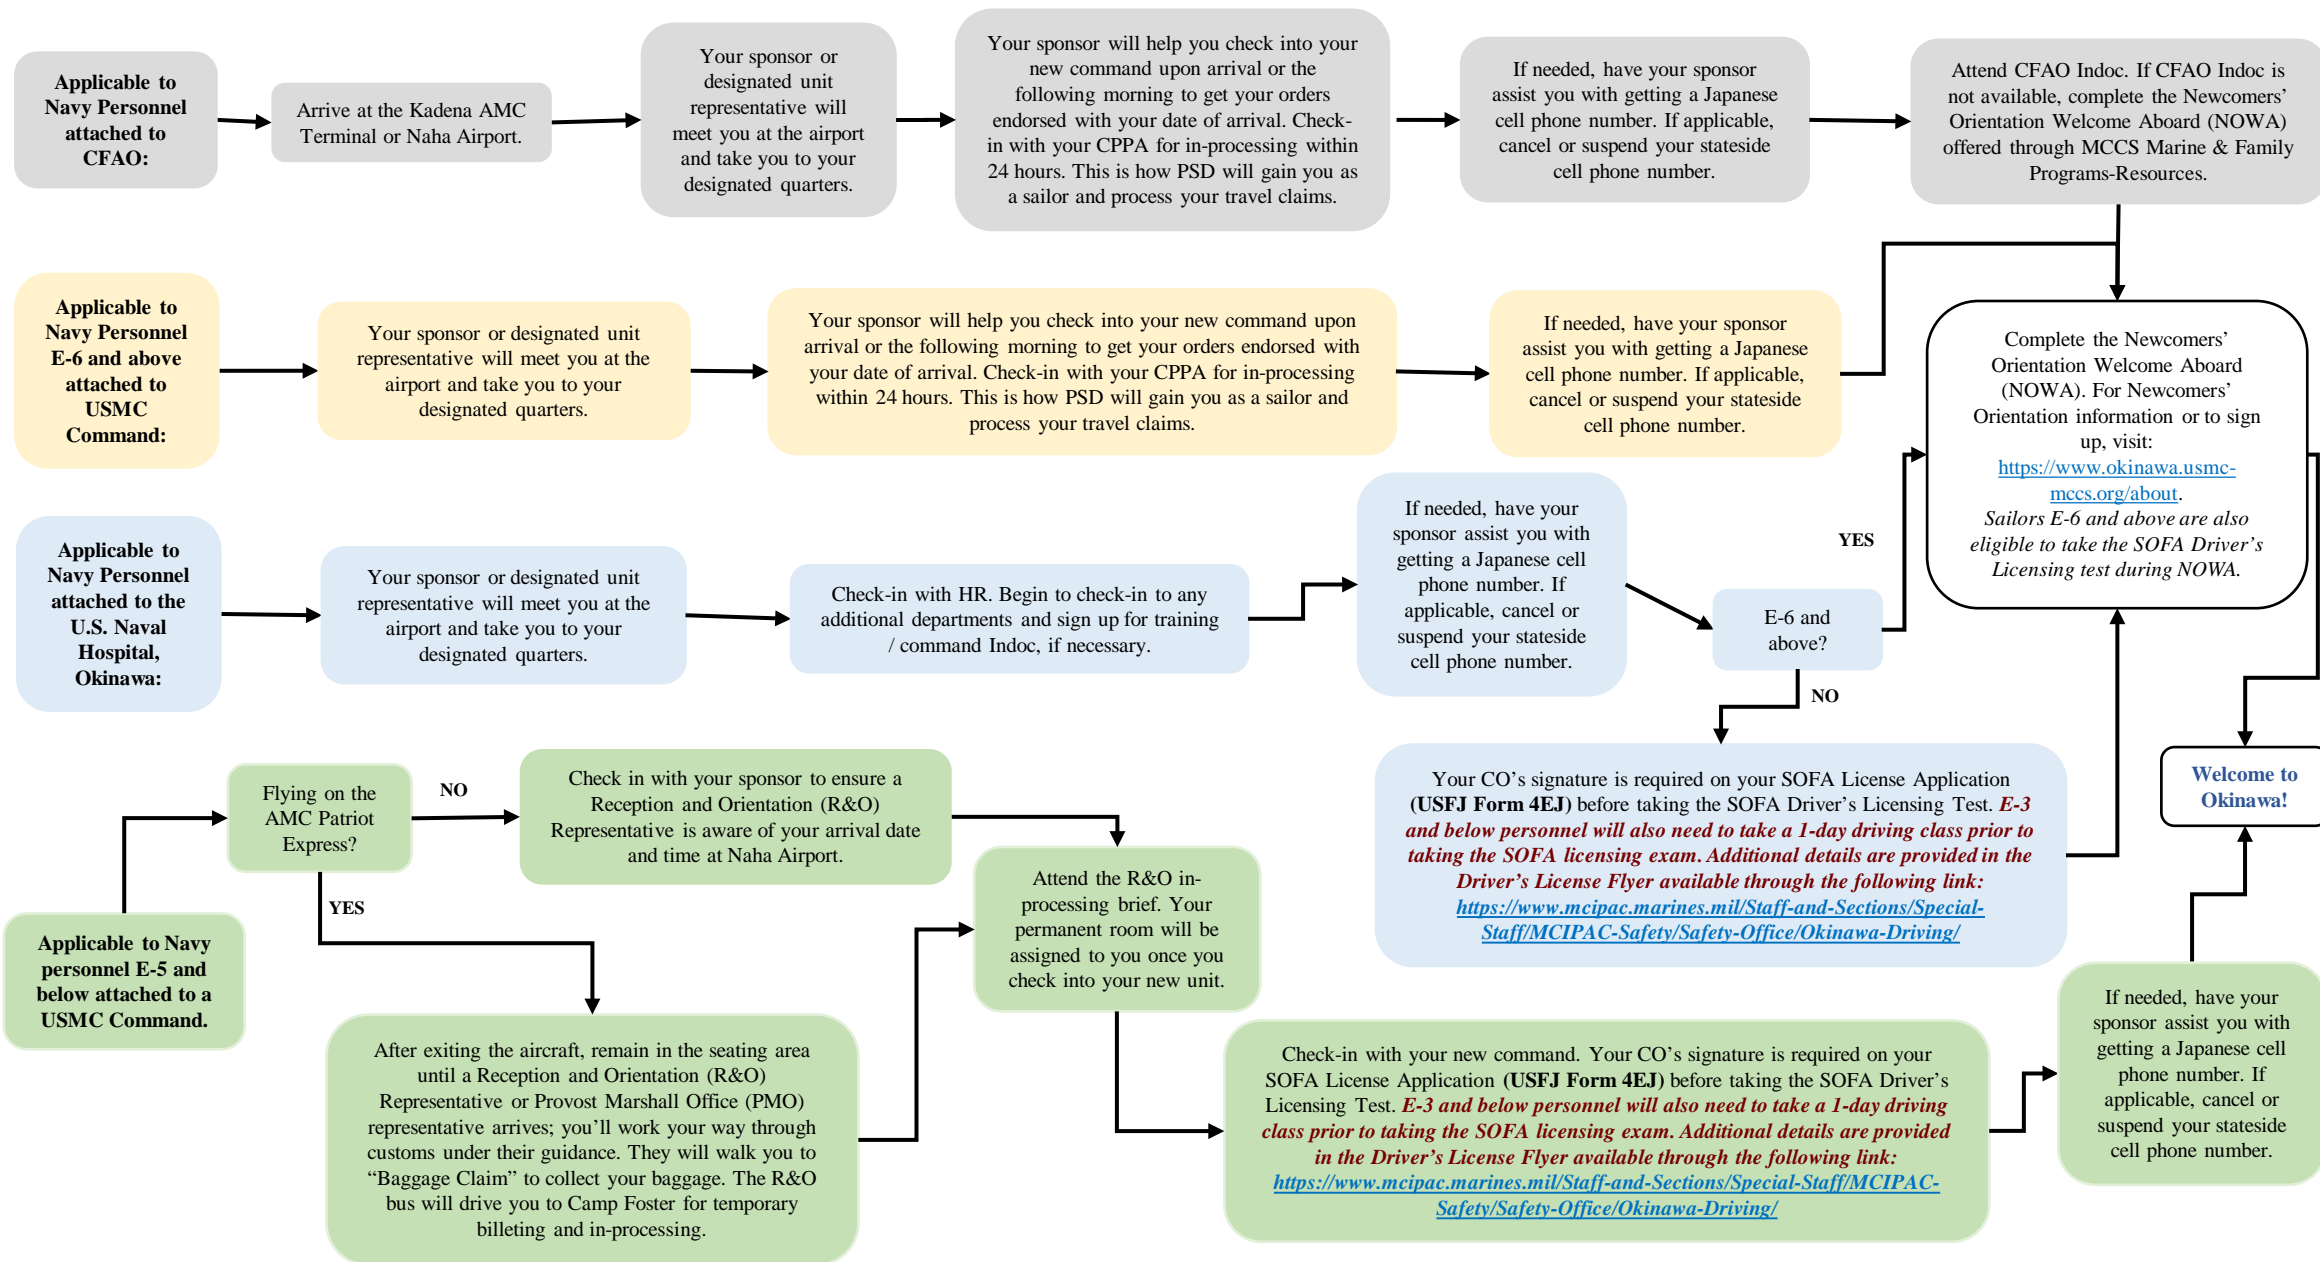 Applicable to
Navy Personnel
attached to
CFAO:
Arrive at the Kadena AMC
Terminal or Naha Airport.
Your sponsor or
designated unit
representative will
meet you at the airport
and take you to your
designated quarters.
Your sponsor will help you check into your
new command upon arrival or the
following morning to get your orders
endorsed with your date of arrival. Check-
in with your CPPA for in-processing within
24 hours. This is how PSD will gain you as
a sailor and process your travel claims.
If needed, have your sponsor
assist you with getting a Japanese
cell phone number. If applicable,
cancel or suspend your stateside
cell phone number.
Attend CFAO Indoc. If CFAO Indoc is
not available, complete the Newcomers’
Orientation Welcome Aboard (NOWA)
offered through MCCS Marine & Family
Programs-Resources.
Applicable to
Navy Personnel
E-6 and above
attached to
USMC
Command:
Your sponsor or designated unit
representative will meet you at the
airport and take you to your
designated quarters.
Your sponsor will help you check into your new command upon
arrival or the following morning to get your orders endorsed with
your date of arrival. Check-in with your CPPA for in-processing
within 24 hours. This is how PSD will gain you as a sailor and
process your travel claims.
If needed, have your sponsor
assist you with getting a Japanese
cell phone number. If applicable,
cancel or suspend your stateside
cell phone number.
Complete the Newcomers’
Orientation Welcome Aboard
(NOWA). For Newcomers’
Orientation information or to sign
up, visit:
https://www.okinawa.usmc-
mccs.org/about.
Sailors E-6 and above are also
eligible to take the SOFA Driver’s
Licensing test during NOWA.
Applicable to
Navy Personnel
attached to the
U.S. Naval
Hospital,
Okinawa:
Your sponsor or designated unit
representative will meet you at the
airport and take you to your
designated quarters.
Check-in with HR. Begin to check-in to any
additional departments and sign up for training
/ command Indoc, if necessary.
If needed, have your
sponsor assist you with
getting a Japanese cell
phone number. If
applicable, cancel or
suspend your stateside
cell phone number.
E-6 and
above?
YES
NO
Your CO’s signature is required on your SOFA License Application
(USFJ Form 4EJ) before taking the SOFA Driver’s Licensing Test. E-3
and below personnel will also need to take a 1-day driving class prior to
taking the SOFA licensing exam. Additional details are provided in the
Driver’s License Flyer available through the following link:
https://www.mcipac.marines.mil/Staff-and-Sections/Special-
Staff/MCIPAC-Safety/Safety-Office/Okinawa-Driving/
Welcome to
Okinawa!
Applicable to Navy
personnel E-5 and
below attached to a
USMC Command.
Flying on the
AMC Patriot
Express?
NO
YES
Check in with your sponsor to ensure a
Reception and Orientation (R&O)
Representative is aware of your arrival date
and time at Naha Airport.
After exiting the aircraft, remain in the seating area
until a Reception and Orientation (R&O)
Representative or Provost Marshall Office (PMO)
representative arrives; you’ll work your way through
customs under their guidance. They will walk you to
“Baggage Claim” to collect your baggage. The R&O
bus will drive you to Camp Foster for temporary
billeting and in-processing.
Attend the R&O in-
processing brief. Your
permanent room will be
assigned to you once you
check into your new unit.
Check-in with your new command. Your CO’s signature is required on your
SOFA License Application (USFJ Form 4EJ) before taking the SOFA Driver’s
Licensing Test. E-3 and below personnel will also need to take a 1-day driving
class prior to taking the SOFA licensing exam. Additional details are provided
in the Driver’s License Flyer available through the following link:
https://www.mcipac.marines.mil/Staff-and-Sections/Special-Staff/MCIPAC-
Safety/Safety-Office/Okinawa-Driving/
If needed, have your
sponsor assist you with
getting a Japanese cell
phone number. If
applicable, cancel or
suspend your stateside
cell phone number.